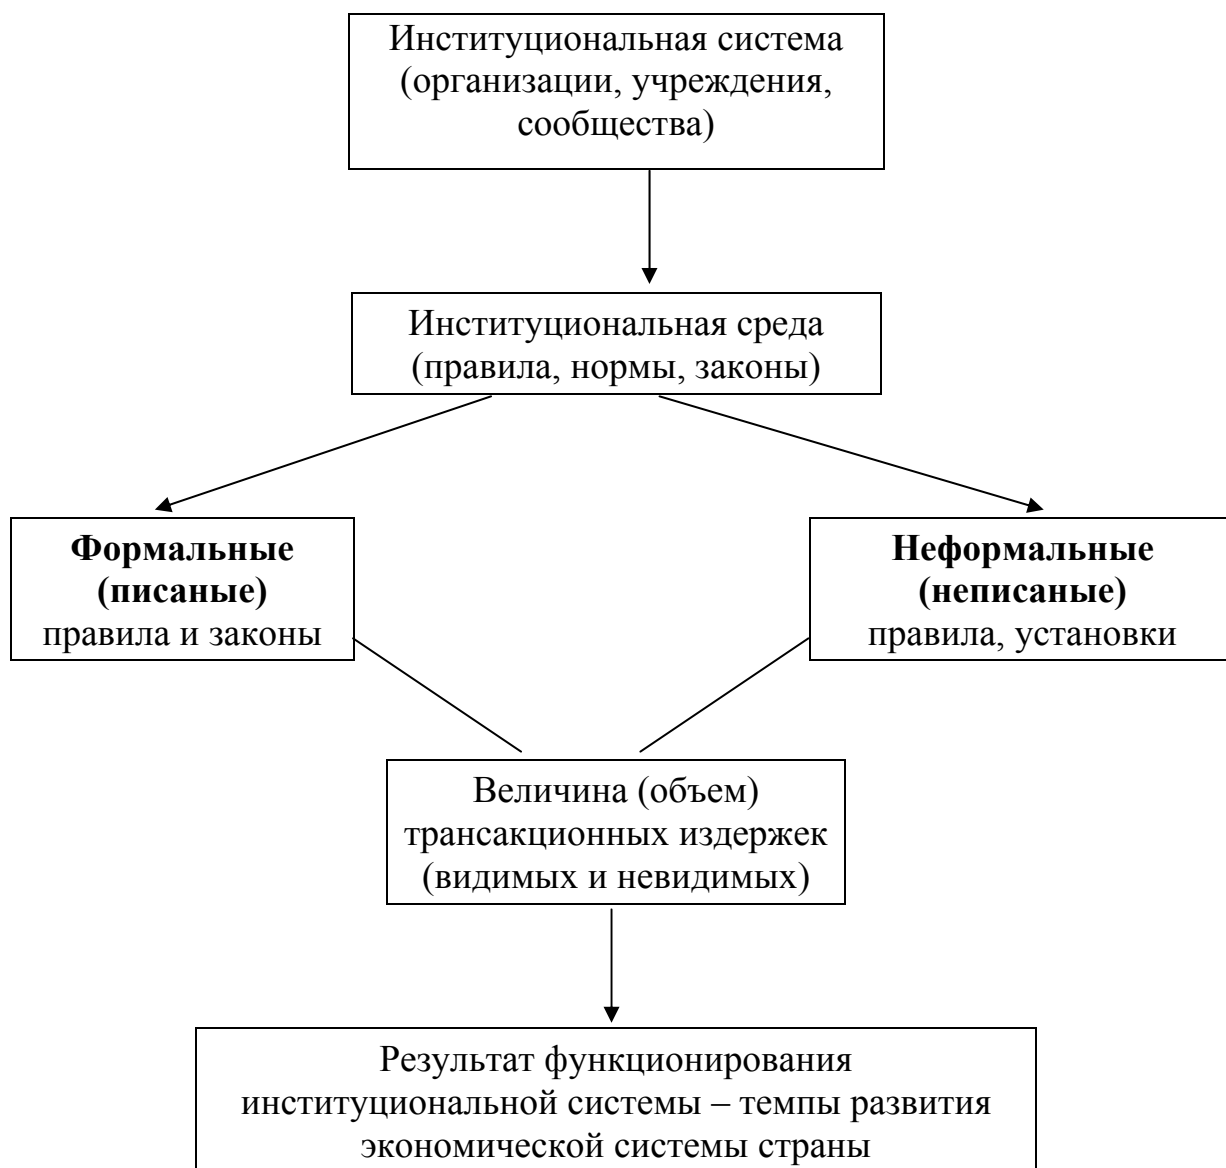 Институциональная система
(организации, учреждения,
сообщества)
Институциональная среда
(правила, нормы, законы)
Формальные
(писаные)
правила и законы
Неформальные
(неписаные)
правила, установки
Величина (объем)
трансакционных издержек
(видимых и невидимых)
Результат функционирования
институциональной системы – темпы развития
экономической системы страны